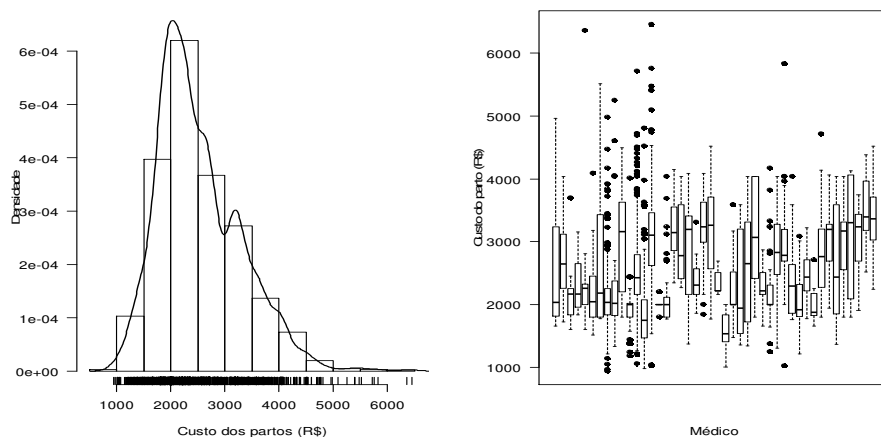 6e-04
5e-04
4e-04
3e-04
2e-04
1e-04
0e+00
Densidade
1000 2000 3000 4000 5000 6000
Custo dos partos (R$)
6000
5000
4000
3000
2000
1000
Custo do parto (R$)
Médico